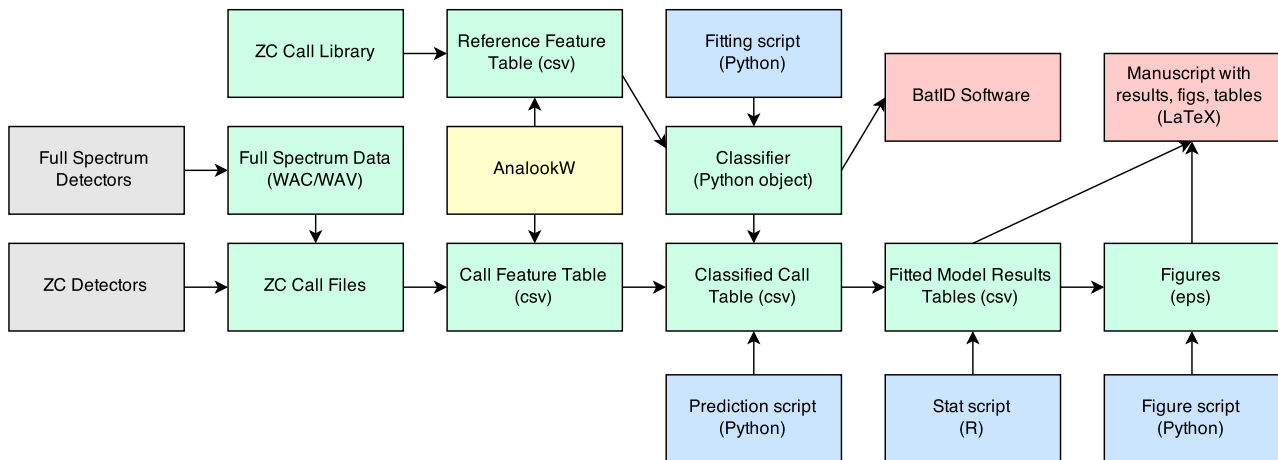 ZC Call Library
Reference Feature
Table (csv)
Fitting script
(Python)
BatID Software
Manuscript with
results, figs, tables
(LaTeX)
Full Spectrum
Detectors
Full Spectrum Data
(WAC/WAV)
AnalookW
Classifier
(Python object)
ZC Detectors
ZC Call Files
Call Feature Table
(csv)
Classified Call
Table (csv)
Fitted Model Results
Tables (csv)
Figures
(eps)
Prediction script
(Python)
Stat script
(R)
Figure script
(Python)